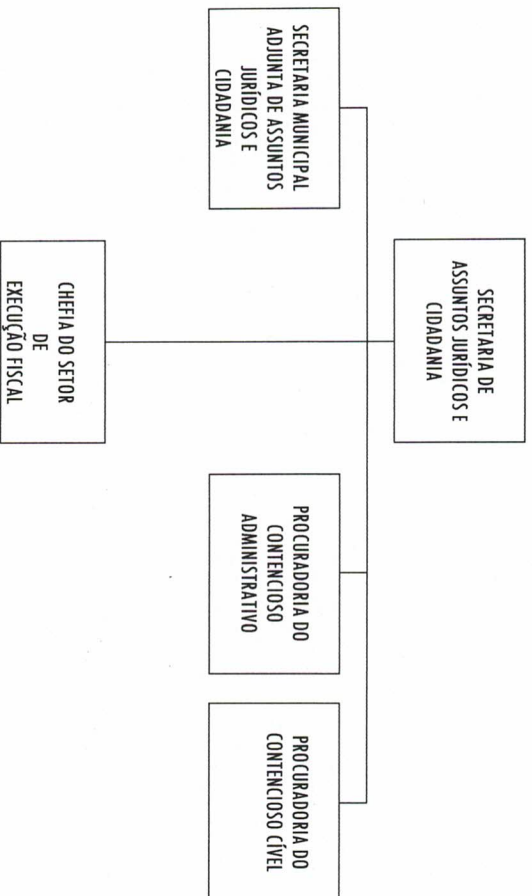 SECRETARIA DE
ASSUNTOS JURÍDICOS E
CIDADANIA
SECRETARIA MUNICIPAL
ADJUNTA DE ASSUNTOS
JURÍDICOS E
CIDADANIA
PROCURADORIA DO
CONTENCIOSO
ADMINISTRATIVO
PROCURADORIA DO
CONTENCIOSO CÍVEL
CHEFIA DO SETOR
DE
EXECUÇÃO FISCAL